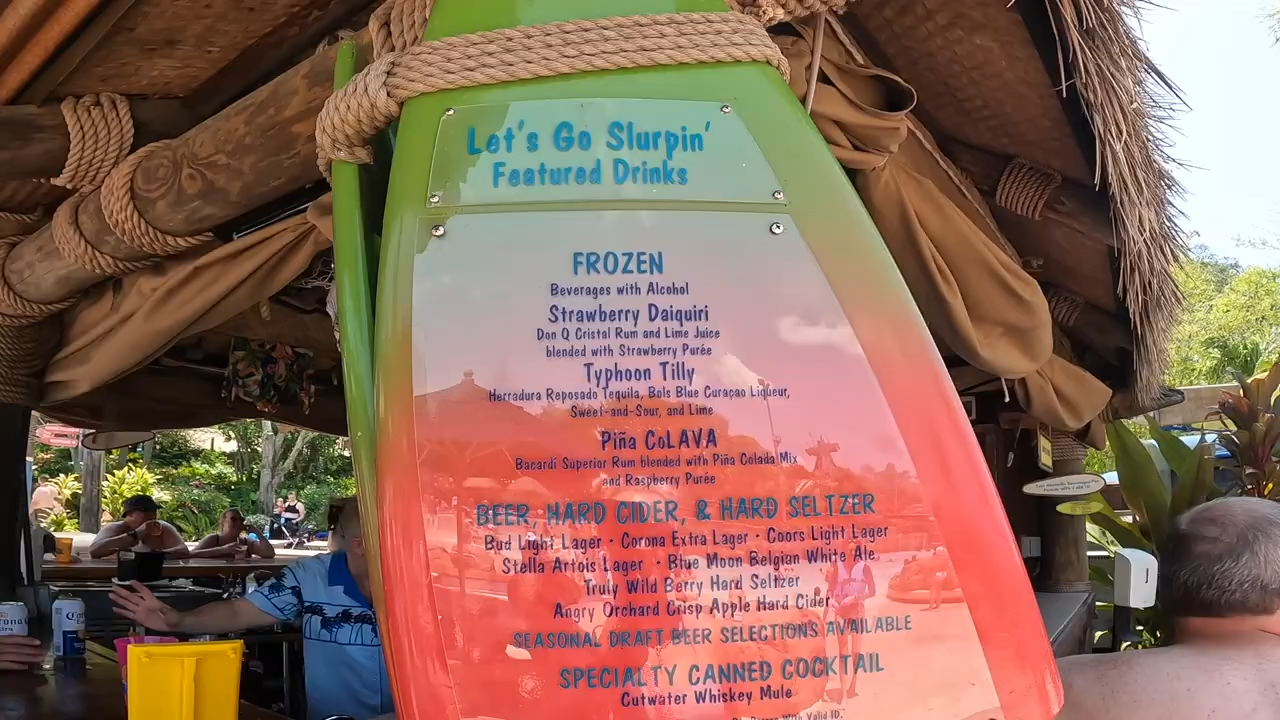 Let's Go Slurpin'
Featured Drinks
FROZEN
Beverages with Alcohol
Strawberry Daiquiri
Don Q Cristal Rum and Lime Juice
blended with Strawberry Purée
Typhoon Tilly
Herradura Reposado Tequila, Bols Blue Curaçao Liqueur,
Sweet-and-Sour, and Lime
Piña CoLAVA
Bacardi Superior Rum blended with Piña Colada Mix
and Raspberry Purée
BEER, HARD CIDER, & HARD SELTZER
Bud Light Lager · Corona Extra Lager · Coors Light Lager
Stella Artois Lager · Blue Moon Belgian White Ale
Truly Wild Berry Hard Seltzer
Angry Orchard Crisp Apple Hard Cider
SEASONAL DRAFT BEER SELECTIONS AVAILABLE
SPECIALTY CANNED COCKTAIL
Cutwater Whiskey Mule
With Valid ID.